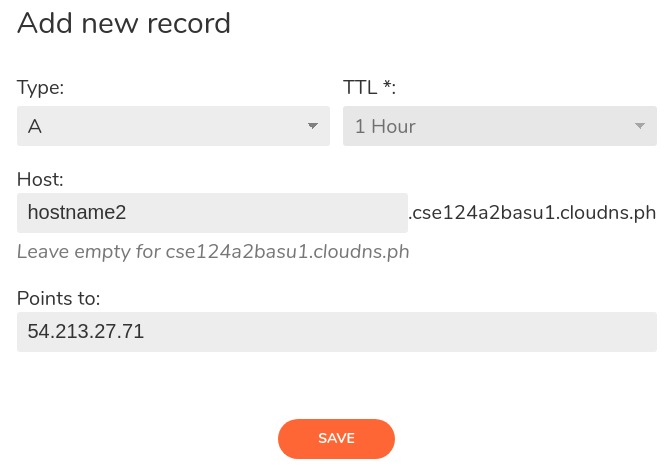 Add new record
Type: TTL *:
A 1 Hour
Host:
hostname2 .cse124a2basu1.cloudns.ph
Leave empty for cse124a2basu1.cloudns.ph
Points to:
54.213.27.71
SAVE